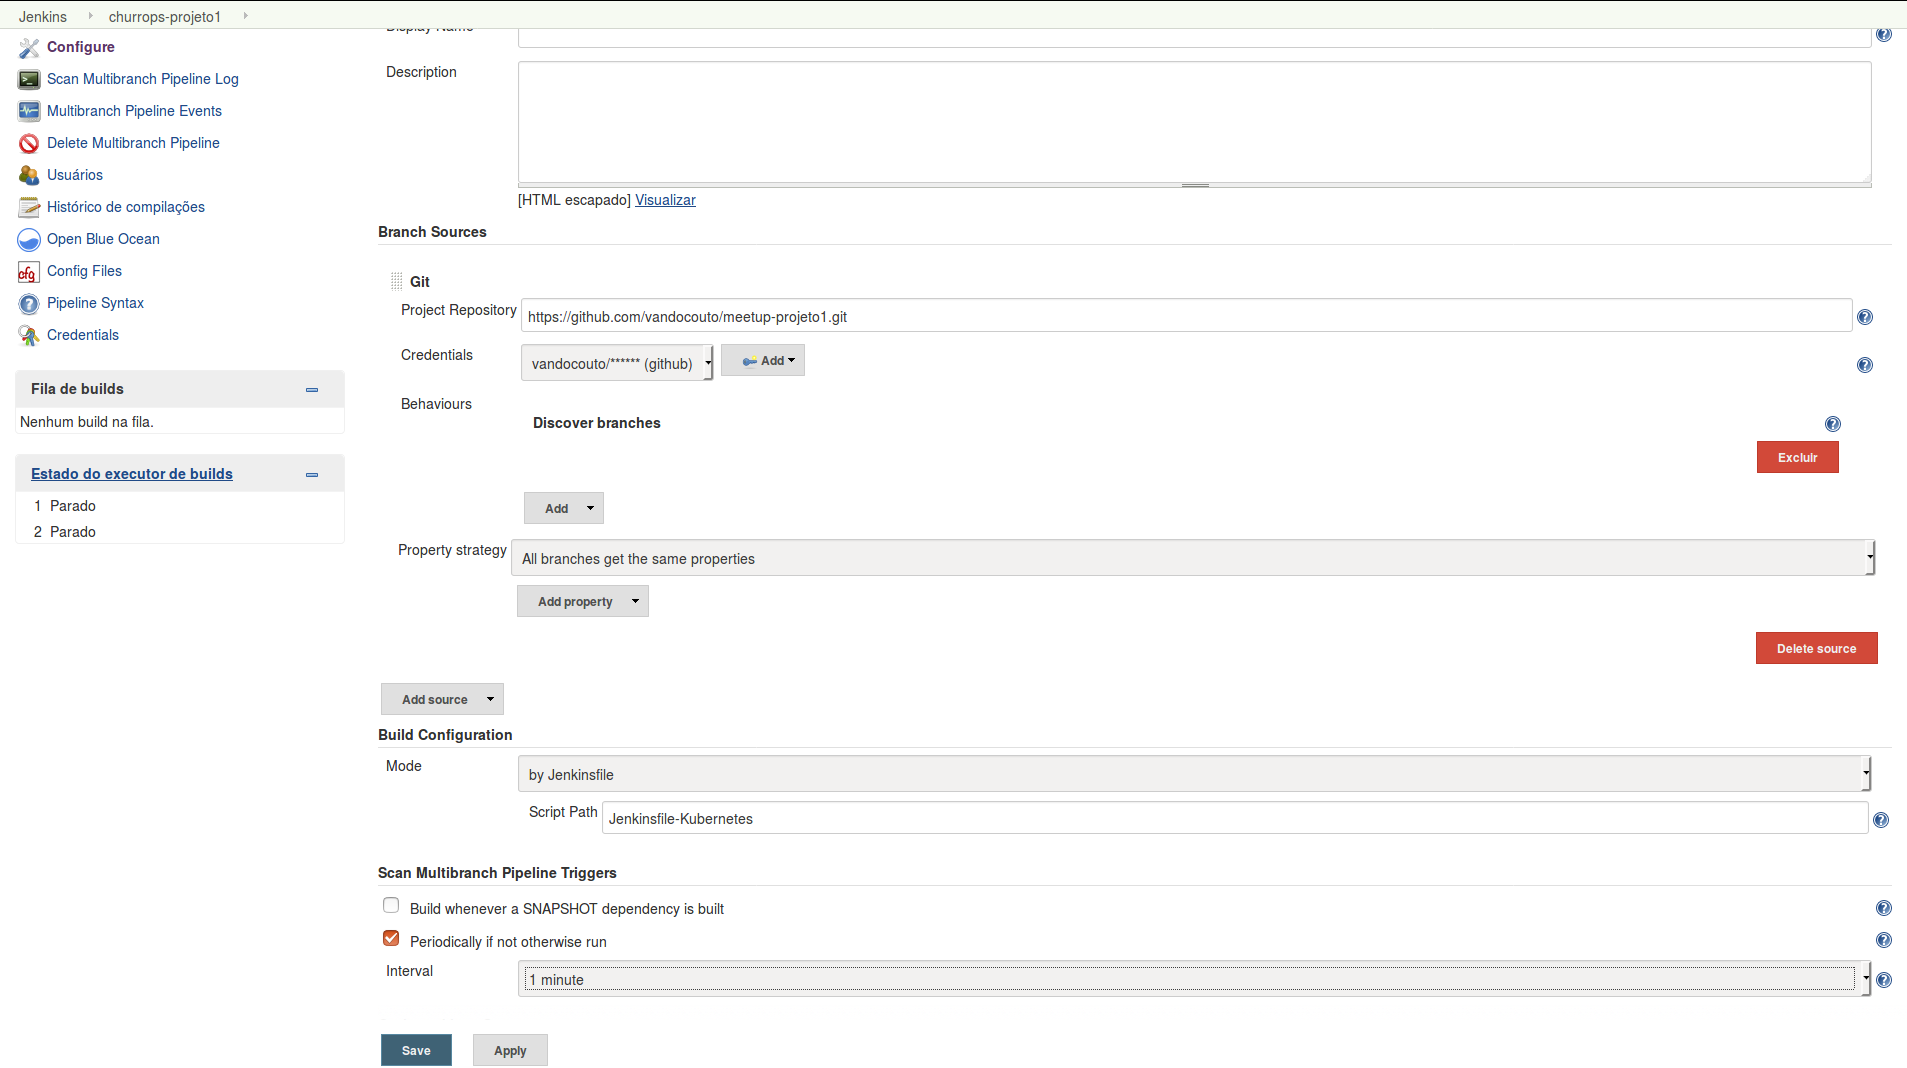 Jenkins churrops-projeto1
Configure
Scan Multibranch Pipeline Log
Multibranch Pipeline Events
Delete Multibranch Pipeline
Usuários
Histórico de compilações
Open Blue Ocean
Config Files
Pipeline Syntax
Credentials
Fila de builds
Nenhum build na fila.
Estado do executor de builds
1 Parado
2 Parado
Display Name
Description
[HTML escapado] Visualizar
Branch Sources
Git
Project Repository https://github.com/vandocouto/meetup-projeto1.git
Credentials vandocouto/****** (github) Add
Behaviours
Discover branches
Excluir
Add
Property strategy All branches get the same properties
Add property
Delete source
Add source
Build Configuration
Mode by Jenkinsfile
Script Path Jenkinsfile-Kubernetes
Scan Multibranch Pipeline Triggers
Build whenever a SNAPSHOT dependency is built
Periodically if not otherwise run
Interval 1 minute
Save Apply